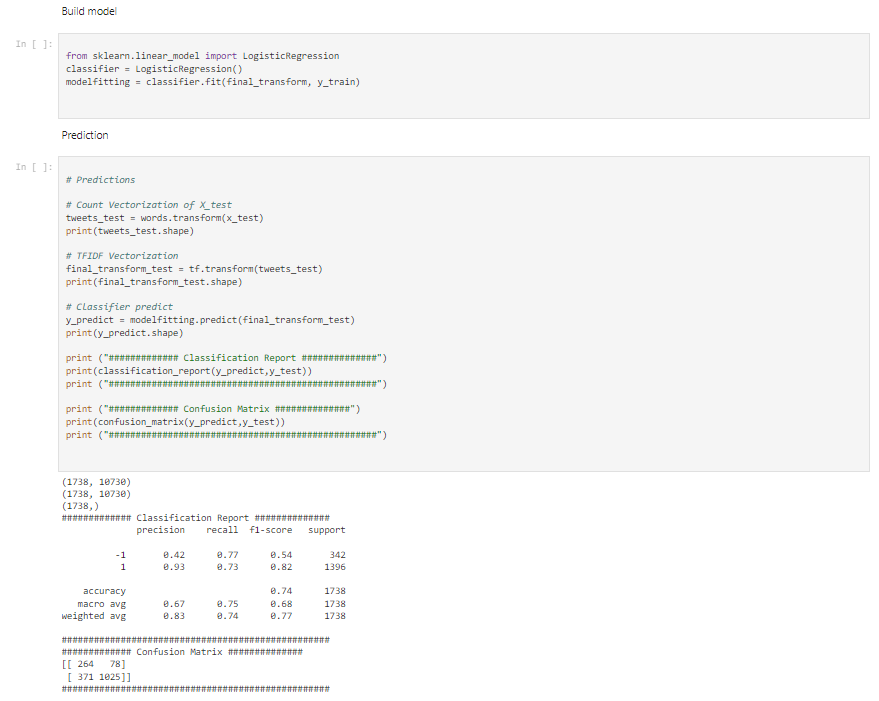 Build model
In [ ]:
from sklearn.linear_model import LogisticRegression
classifier = LogisticRegression()
modelfitting = classifier.fit(final_transform, y_train)
Prediction
In [ ]:
# Predictions
# Count Vectorization of X_test
tweets_test = words.transform(x_test)
print(tweets_test.shape)
# TFIDF Vectorization
final_transform_test = tf.transform(tweets_test)
print(final_transform_test.shape)
# Classifier predict
y_predict = modelfitting.predict(final_transform_test)
print(y_predict.shape)
print ("############# Classification Report ##############")
print(classification_report(y_predict,y_test))
print ("##################################################")
print ("############# Confusion Matrix ##############")
print(confusion_matrix(y_predict,y_test))
print ("##################################################")
(1738, 10730)
(1738, 10730)
(1738,)
############# Classification Report ##############
precision recall f1-score support
-1 0.42 0.77 0.54 342
1 0.93 0.73 0.82 1396
accuracy 0.74 1738
macro avg 0.67 0.75 0.68 1738
weighted avg 0.83 0.74 0.77 1738
##################################################
############# Confusion Matrix ##############
[[ 264 78]
[ 371 1025]]
##################################################